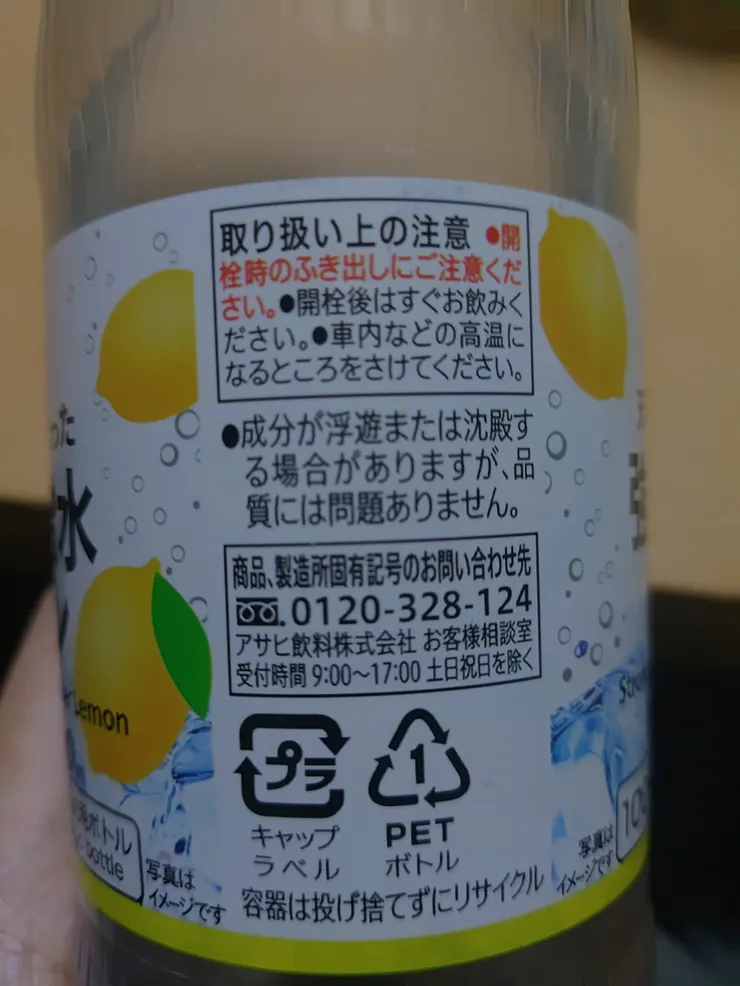 取り扱い上の注意 ●開
栓時のふき出しにご注意くだ
さい。●開栓後はすぐお飲みく
ださい。●車内などの高温に
なるところをさけてください。
●成分が浮遊または沈殿す
る場合がありますが、品
質には問題ありません。
商品、製造所固有記号のお問い合わせ先
0120-328-124
アサヒ飲料株式会社 お客様相談室
受付時間 9:00～17:00 土日祝日を除く
プラ
キャップ
ラベル
1
PET
ボトル
容器は投げ捨てずにリサイクル
った
水
Lemon
ボトル
bottle
写真は
イメージです
強
写真は
イメージです